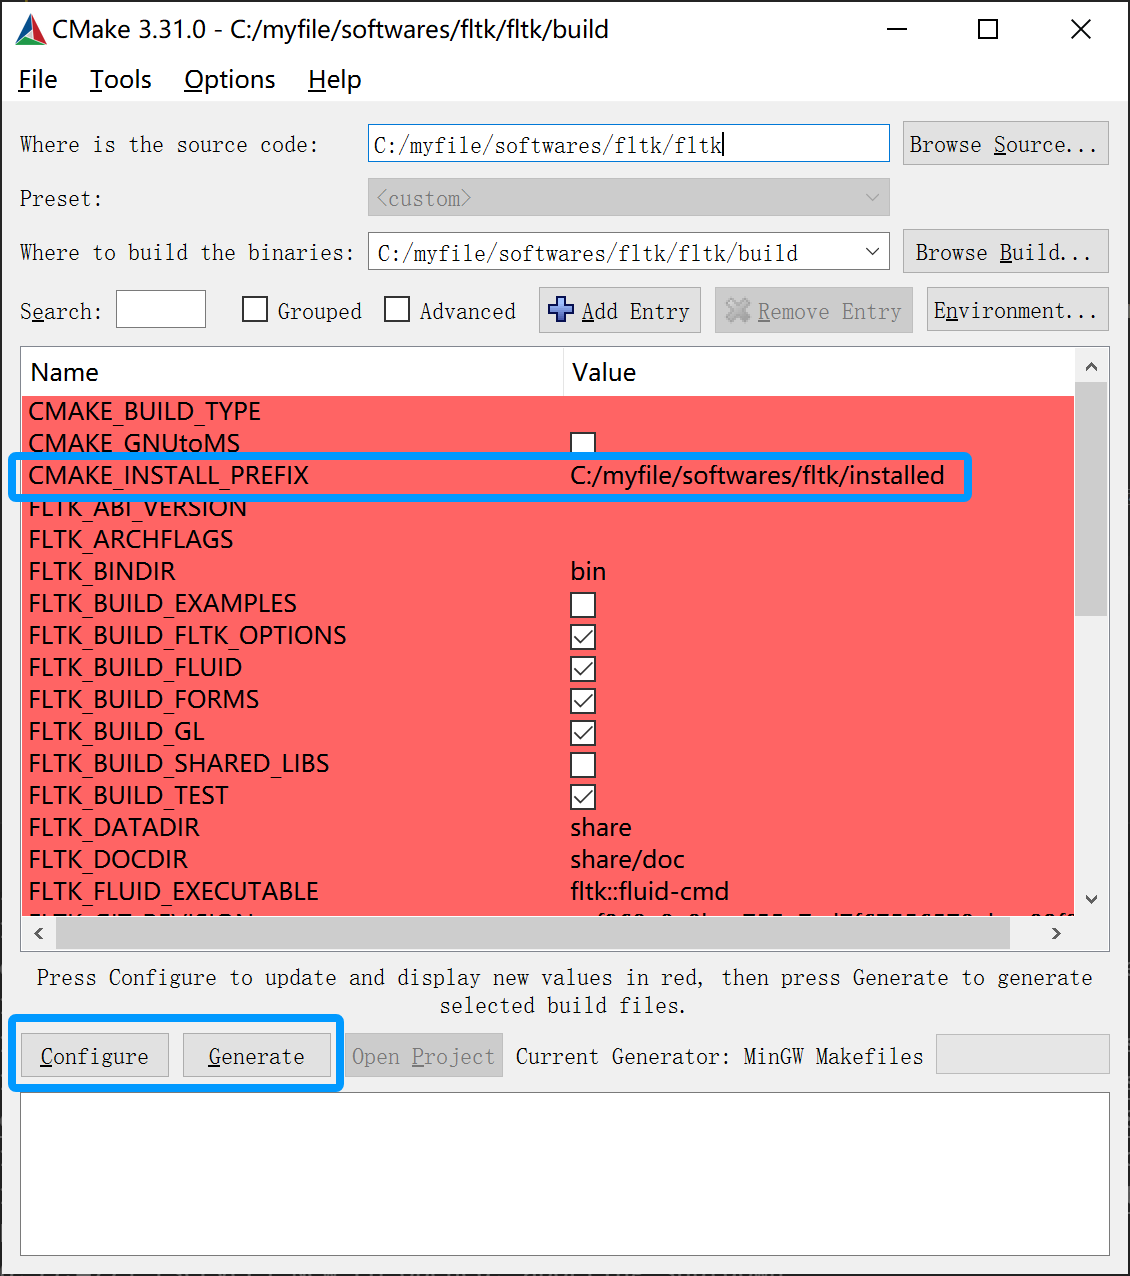 CMake 3.31.0 - C:/myfile/softwares/fltk/fltk/build
File Tools Options Help
Where is the source code: C:/myfile/softwares/fltk/fltk Browse Source...
Preset: <custom>
Where to build the binaries: C:/myfile/softwares/fltk/fltk/build Browse Build...
Search: Grouped Advanced Add Entry Remove Entry Environment...
Name Value
CMAKE_BUILD_TYPE
CMAKE_GNUtoMS
CMAKE_INSTALL_PREFIX C:/myfile/softwares/fltk/installed
FLTK_ABI_VERSION
FLTK_ARCHFLAGS
FLTK_BINDIR bin
FLTK_BUILD_EXAMPLES
FLTK_BUILD_FLTK_OPTIONS
FLTK_BUILD_FLUID
FLTK_BUILD_FORMS
FLTK_BUILD_GL
FLTK_BUILD_SHARED_LIBS
FLTK_BUILD_TEST
FLTK_DATADIR share
FLTK_DOCDIR share/doc
FLTK_FLUID_EXECUTABLE fltk::fluid-cmd
Press Configure to update and display new values in red, then press Generate to generate
selected build files.
Configure Generate Open Project Current Generator: MinGW Makefiles